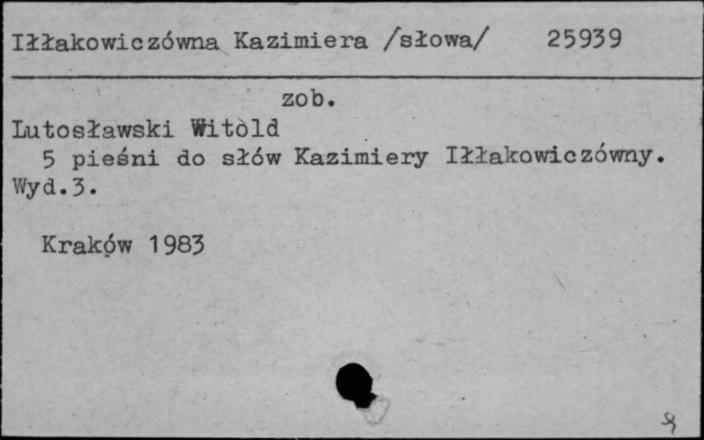 Iłłakowiczówna Kazimiera /słowa/ 25939
zob.
Lutosławski Witold
5 pieśni do słów Kazimiery Iłłakowiczówny.
Wyd.3.
Kraków 1983